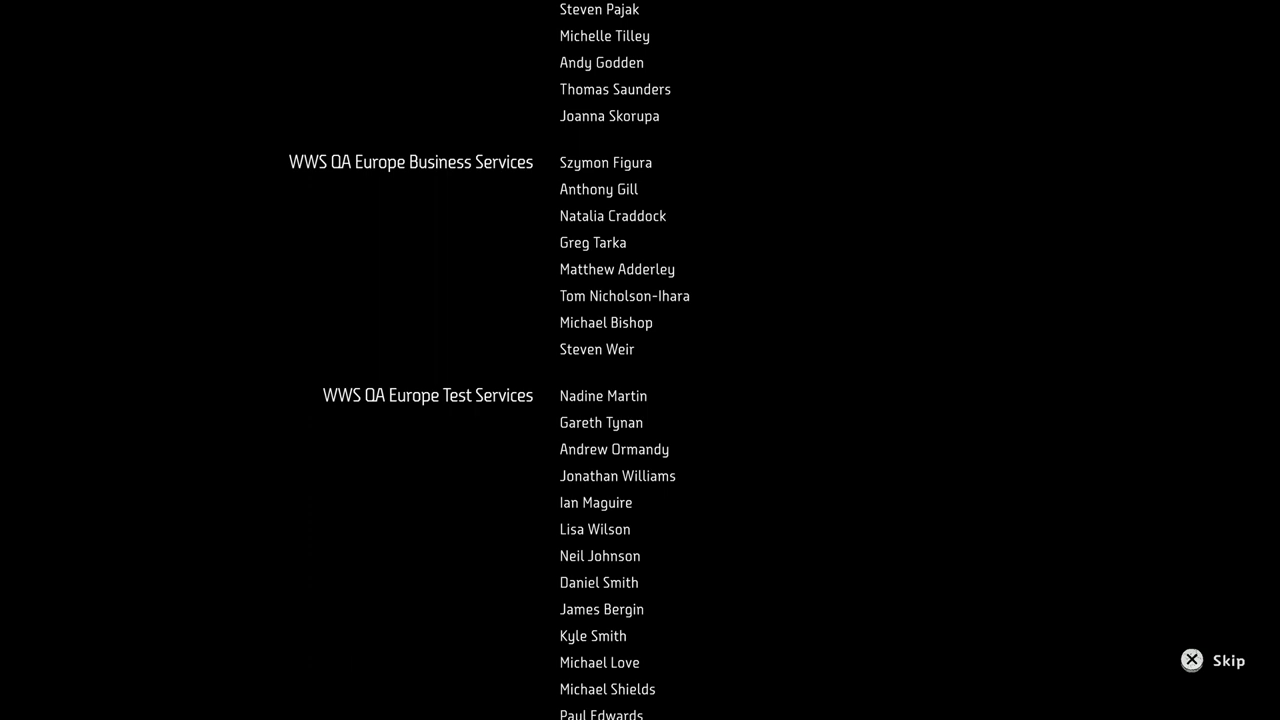 Steven Pajak
Michelle Tilley
Andy Godden
Thomas Saunders
Joanna Skorupa
WWS QA Europe Business Services Szymon Figura
Anthony Gill
Natalia Craddock
Greg Tarka
Matthew Adderley
Tom Nicholson-Ihara
Michael Bishop
Steven Weir
WWS QA Europe Test Services Nadine Martin
Gareth Tynan
Andrew Ormandy
Jonathan Williams
Ian Maguire
Lisa Wilson
Neil Johnson
Daniel Smith
James Bergin
Kyle Smith
Michael Love
Skip
Michael Shields
Paul Edwards